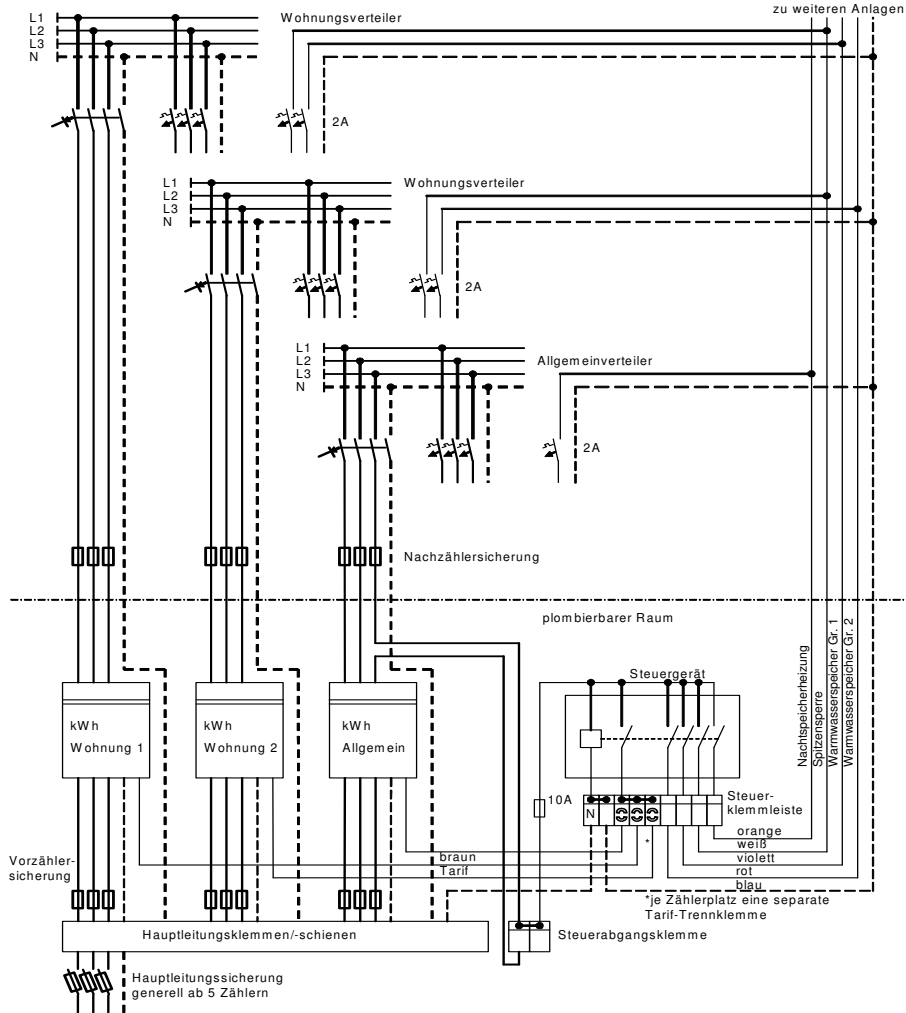 zu weiteren Anlagen
L1
L2
L3
N
Wohnungsverteiler
2A
L1
L2
L3
N
Wohnungsverteiler
2A
L1
L2
L3
N
Allgemeinverteiler
2A
Nachzählersicherung
plombierbarer Raum
Nachtspeicherheizung
Spitzensperre
Warmwasserspeicher Gr. 1
Warmwasserspeicher Gr. 2
Steuergerät
kWh
Wohnung 1
kWh
Wohnung 2
kWh
Allgemein
10A
N
Steuer-
klemmleiste
*
orange
weiß
violett
rot
blau
braun
Tarif
Vorzähler-
sicherung
*je Zählerplatz eine separate
Tarif-Trennklemme
Hauptleitungsklemmen/-schienen
Steuerabgangsklemme
Hauptleitungssicherung
generell ab 5 Zählern